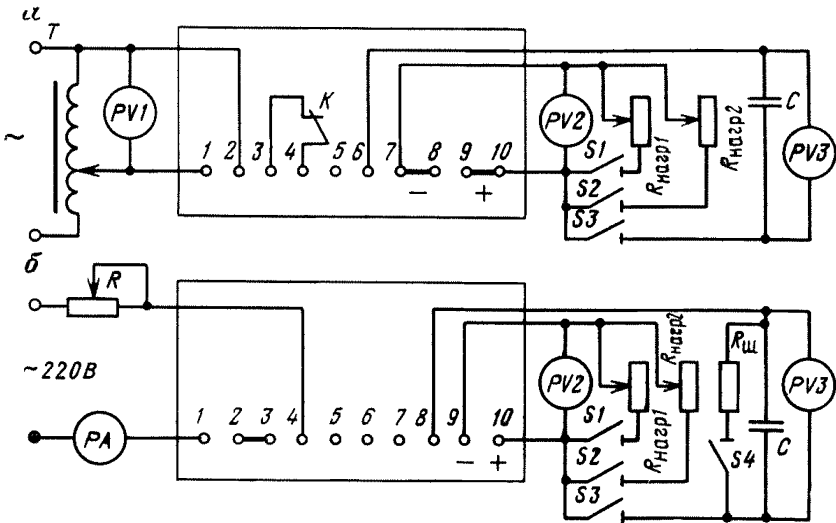 а
T
~
PV1
K
1 2 3 4 5 6 7 8 9 10
− +
PV2
S1
S2
S3
Rнагр1
Rнагр2
C
PV3
б
R
~220В
PA
1 2 3 4 5 6 7 8 9 10
− +
PV2
S1
S2
S3
Rнагр1
Rнагр2
Rш
S4
C
PV3